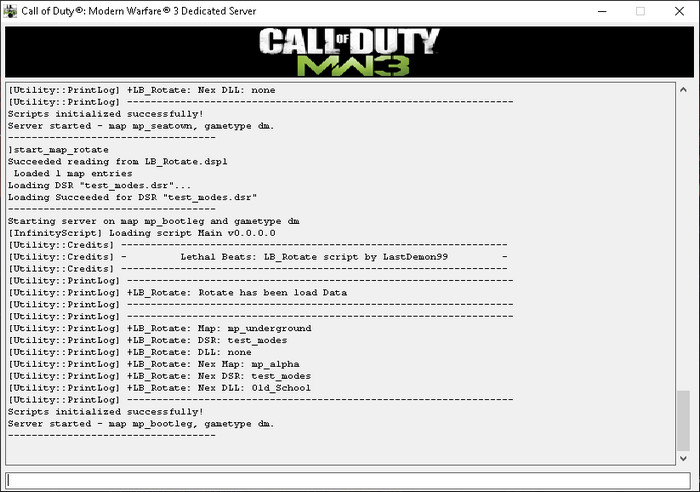 Call of Duty®: Modern Warfare® 3 Dedicated Server
CALL OF DUTY
MW3
[Utility::PrintLog] +LB_Rotate: Nex DLL: none
[Utility::PrintLog] ----------------------------------------------------------------
Scripts initialized successfully!
Server started - map mp_seatown, gametype dm.
-----------------------------------
]start_map_rotate
Succeeded reading from LB_Rotate.dspl
 Loaded 1 map entries
Loading DSR "test_modes.dsr"...
Loading Succeeded for DSR "test_modes.dsr"
-----------------------------------
Starting server on map mp_bootleg and gametype dm
[InfinityScript] Loading script Main v0.0.0.0
[Utility::Credits] ----------------------------------------------------------------
[Utility::Credits] -         Lethal Beats: LB_Rotate script by LastDemon99         -
[Utility::Credits] ----------------------------------------------------------------
[Utility::PrintLog] ----------------------------------------------------------------
[Utility::PrintLog] +LB_Rotate: Rotate has been load Data
[Utility::PrintLog] ----------------------------------------------------------------
[Utility::PrintLog] ----------------------------------------------------------------
[Utility::PrintLog] +LB_Rotate: Map: mp_underground
[Utility::PrintLog] +LB_Rotate: DSR: test_modes
[Utility::PrintLog] +LB_Rotate: DLL: none
[Utility::PrintLog] +LB_Rotate: Nex Map: mp_alpha
[Utility::PrintLog] +LB_Rotate: Nex DSR: test_modes
[Utility::PrintLog] +LB_Rotate: Nex DLL: Old_School
[Utility::PrintLog] ----------------------------------------------------------------
Scripts initialized successfully!
Server started - map mp_bootleg, gametype dm.
-----------------------------------